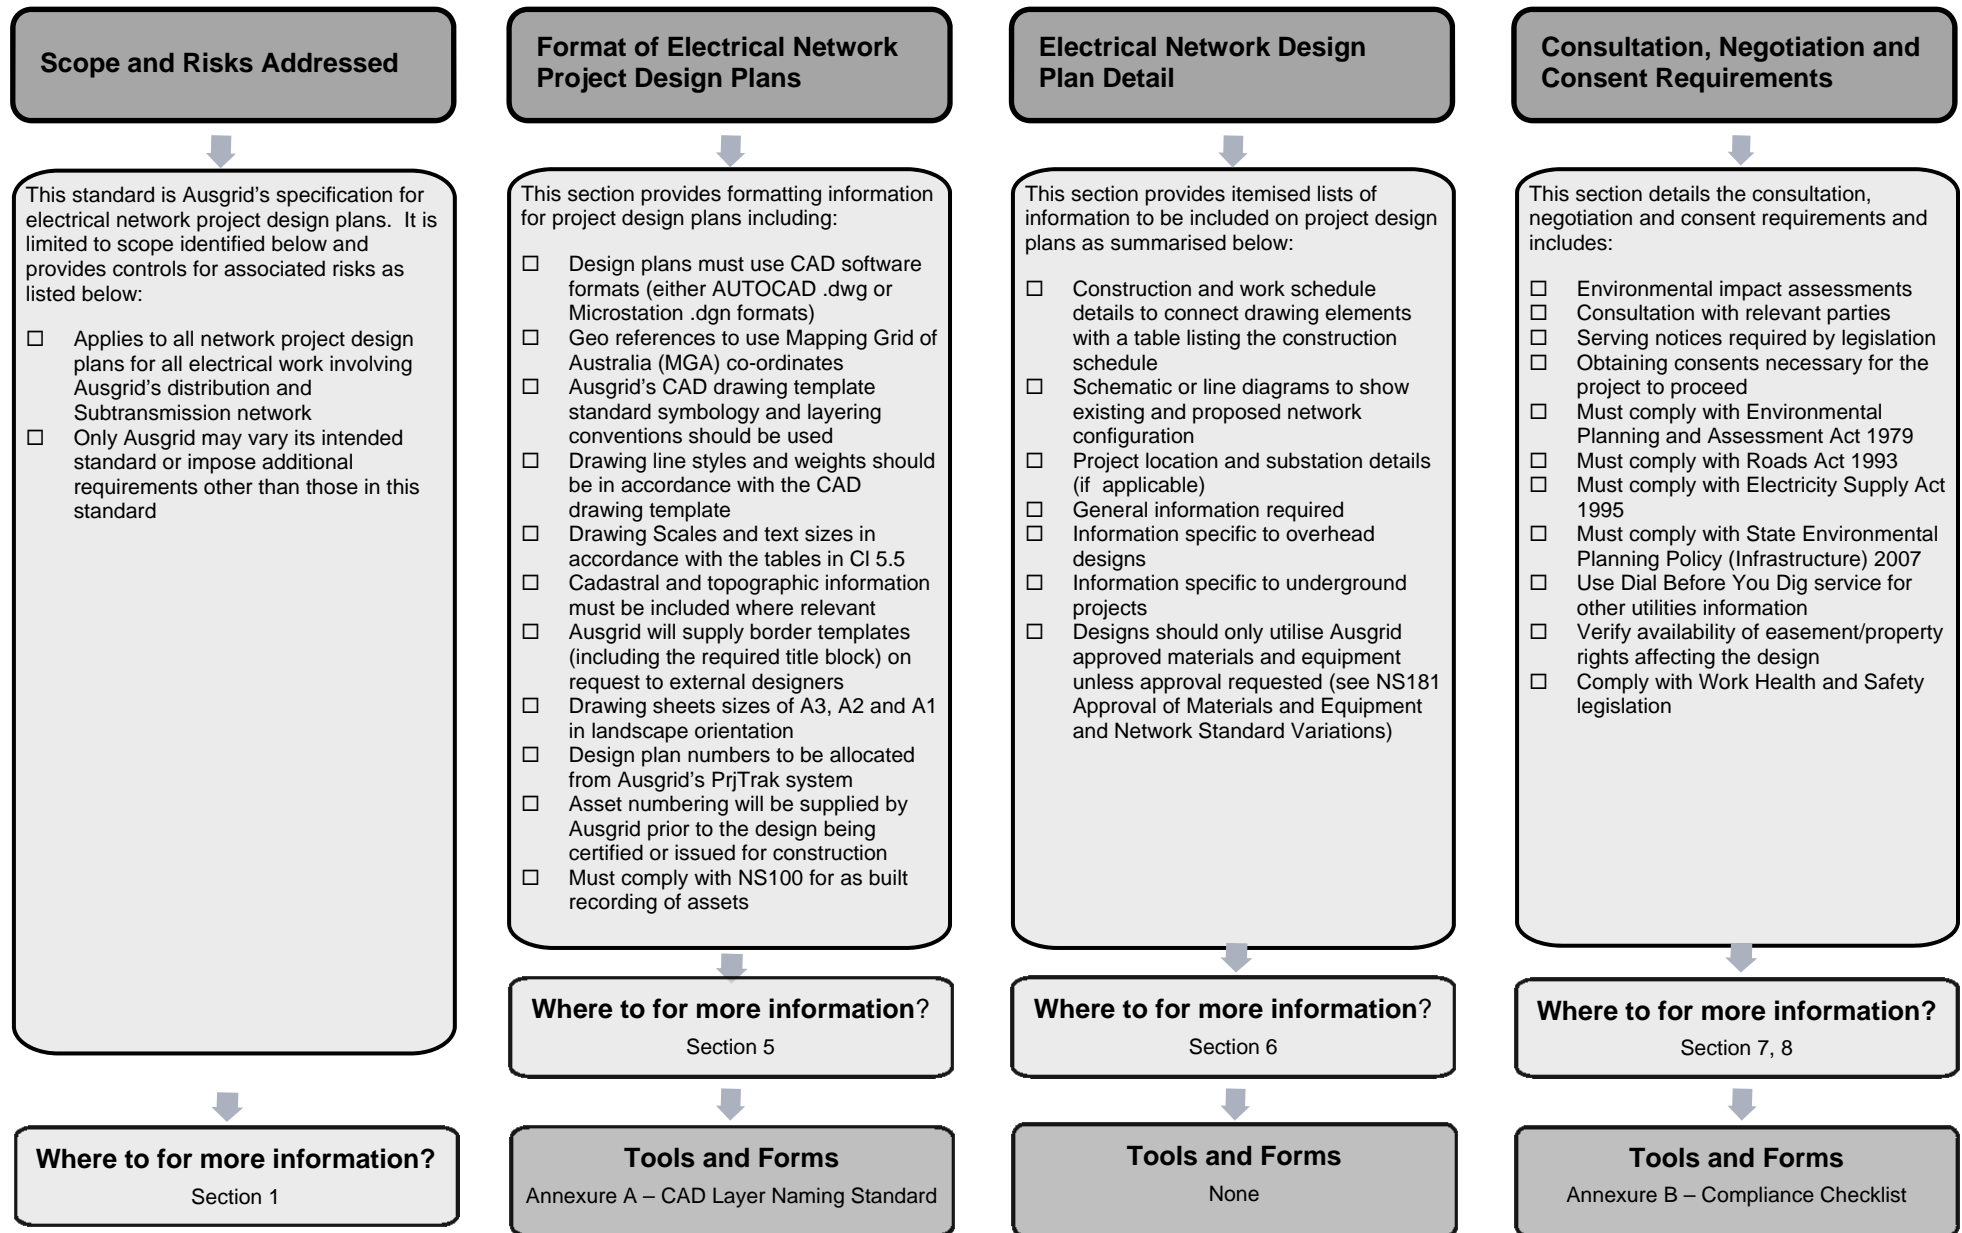 Scope and Risks Addressed
This standard is Ausgrid’s specification for
electrical network project design plans.  It is
limited to scope identified below and
provides controls for associated risks as
listed below:
☐ Applies to all network project design
plans for all electrical work involving
Ausgrid’s distribution and
Subtransmission network
☐ Only Ausgrid may vary its intended
standard or impose additional
requirements other than those in this
standard
Where to for more information?
Section 1
Format of Electrical Network
Project Design Plans
This section provides formatting information
for project design plans including:
☐ Design plans must use CAD software
formats (either AUTOCAD .dwg or
Microstation .dgn formats)
☐ Geo references to use Mapping Grid of
Australia (MGA) co-ordinates
☐ Ausgrid’s CAD drawing template
standard symbology and layering
conventions should be used
☐ Drawing line styles and weights should
be in accordance with the CAD
drawing template
☐ Drawing Scales and text sizes in
accordance with the tables in Cl 5.5
☐ Cadastral and topographic information
must be included where relevant
☐ Ausgrid will supply border templates
(including the required title block) on
request to external designers
☐ Drawing sheets sizes of A3, A2 and A1
in landscape orientation
☐ Design plan numbers to be allocated
from Ausgrid’s PrjTrak system
☐ Asset numbering will be supplied by
Ausgrid prior to the design being
certified or issued for construction
☐ Must comply with NS100 for as built
recording of assets
Where to for more information?
Section 5
Tools and Forms
Annexure A – CAD Layer Naming Standard
Electrical Network Design
Plan Detail
This section provides itemised lists of
information to be included on project design
plans as summarised below:
☐ Construction and work schedule
details to connect drawing elements
with a table listing the construction
schedule
☐ Schematic or line diagrams to show
existing and proposed network
configuration
☐ Project location and substation details
(if  applicable)
☐ General information required
☐ Information specific to overhead
designs
☐ Information specific to underground
projects
☐ Designs should only utilise Ausgrid
approved materials and equipment
unless approval requested (see NS181
Approval of Materials and Equipment
and Network Standard Variations)
Where to for more information?
Section 6
Tools and Forms
None
Consultation, Negotiation and
Consent Requirements
This section details the consultation,
negotiation and consent requirements and
includes:
☐ Environmental impact assessments
☐ Consultation with relevant parties
☐ Serving notices required by legislation
☐ Obtaining consents necessary for the
project to proceed
☐ Must comply with Environmental
Planning and Assessment Act 1979
☐ Must comply with Roads Act 1993
☐ Must comply with Electricity Supply Act
1995
☐ Must comply with State Environmental
Planning Policy (Infrastructure) 2007
☐ Use Dial Before You Dig service for
other utilities information
☐ Verify availability of easement/property
rights affecting the design
☐ Comply with Work Health and Safety
legislation
Where to for more information?
Section 7, 8
Tools and Forms
Annexure B – Compliance Checklist